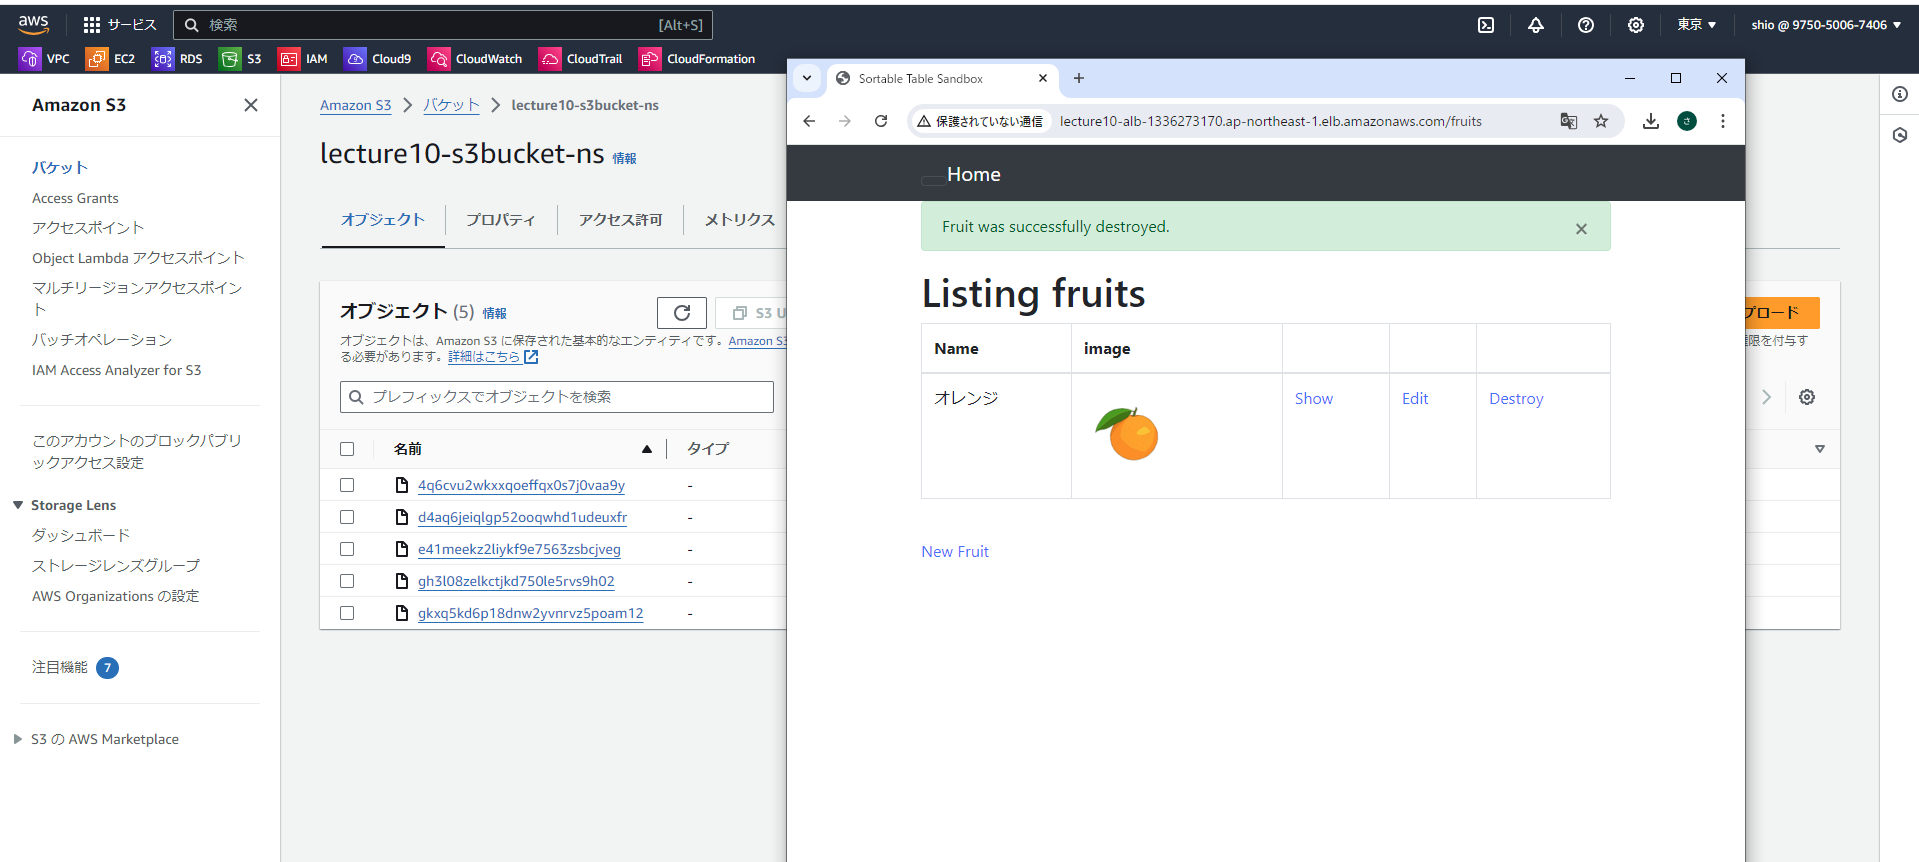 aws
サービス
検索
[Alt+S]
東京
shio @ 9750-5006-7406
VPC
EC2
RDS
S3
IAM
Cloud9
CloudWatch
CloudTrail
CloudFormation
Amazon S3
バケット
Access Grants
アクセスポイント
Object Lambda アクセスポイント
マルチリージョンアクセスポイン
ト
バッチオペレーション
IAM Access Analyzer for S3
このアカウントのブロックパブリ
ックアクセス設定
Storage Lens
ダッシュボード
ストレージレンズグループ
AWS Organizations の設定
注目機能 7
S3 の AWS Marketplace
Amazon S3
バケット
lecture10-s3bucket-ns
lecture10-s3bucket-ns 情報
オブジェクト
プロパティ
アクセス許可
メトリクス
オブジェクト (5) 情報
S3 U
オブジェクトは、Amazon S3 に保存された基本的なエンティティです。Amazon S3
る必要があります。詳細はこちら
プレフィックスでオブジェクトを検索
名前
タイプ
4q6cvu2wkxxqoeffqx0s7j0vaa9y
-
d4aq6jeiqlgp52ooqwhd1udeuxfr
-
e41meekz2liykf9e7563zsbcjveg
-
gh3l08zelkctjkd750le5rvs9h02
-
gkxq5kd6p18dnw2yvnrvz5poam12
-
プロード
限を付与す
Sortable Table Sandbox
保護されていない通信
lecture10-alb-1336273170.ap-northeast-1.elb.amazonaws.com/fruits
さ
Home
Fruit was successfully destroyed.
Listing fruits
Name
image
オレンジ
Show
Edit
Destroy
New Fruit